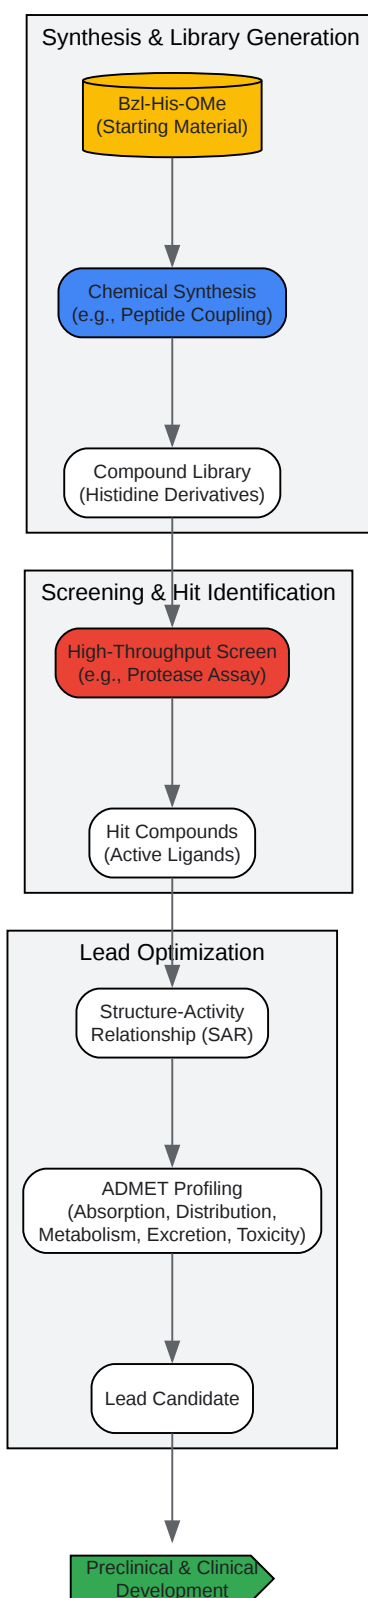 Synthesis & Library Generation
Bzl-His-OMe
(Starting Material)
Chemical Synthesis
(e.g., Peptide Coupling)
Compound Library
(Histidine Derivatives)
Screening & Hit Identification
High-Throughput Screen
(e.g., Protease Assay)
Hit Compounds
(Active Ligands)
Lead Optimization
Structure-Activity
Relationship (SAR)
ADMET Profiling
(Absorption, Distribution,
Metabolism, Excretion, Toxicity)
Lead Candidate
Preclinical & Clinical
Development